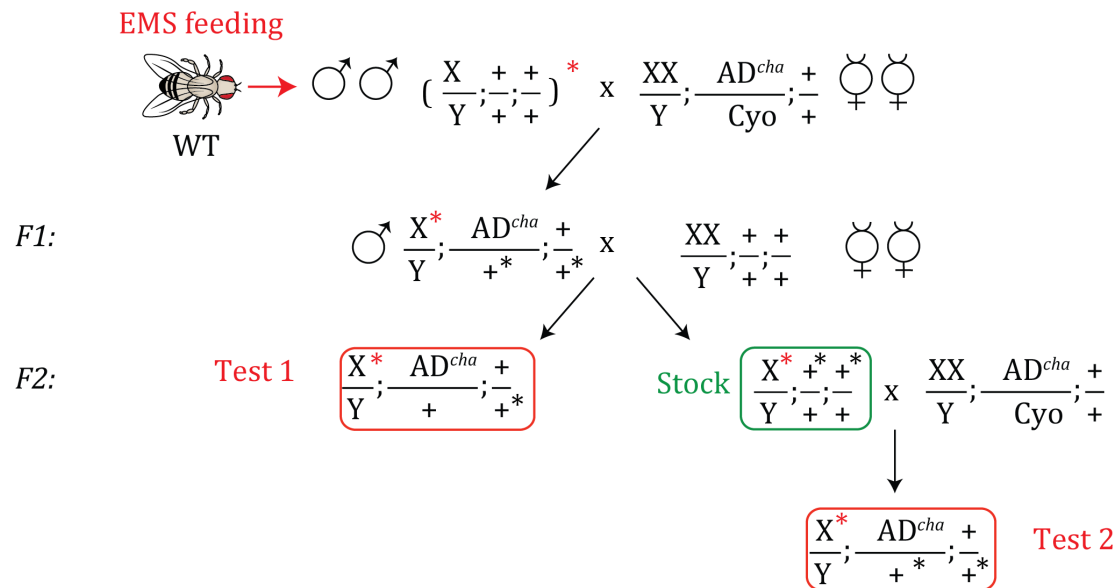 EMS feeding
WT
( X/Y ; +/+ ; +/+ ) * x XX/Y ; AD^cha/Cyo ; +/+
F1:
X*/Y ; AD^cha/+* ; +/+* x XX/Y ; +/+ ; +/+
F2:
Test 1
X*/Y ; AD^cha/+ ; +/+*
Stock
X*/Y ; +*/+ ; +*/+ x XX/Y ; AD^cha/Cyo ; +/+
X*/Y ; AD^cha/+* ; +/+*
Test 2